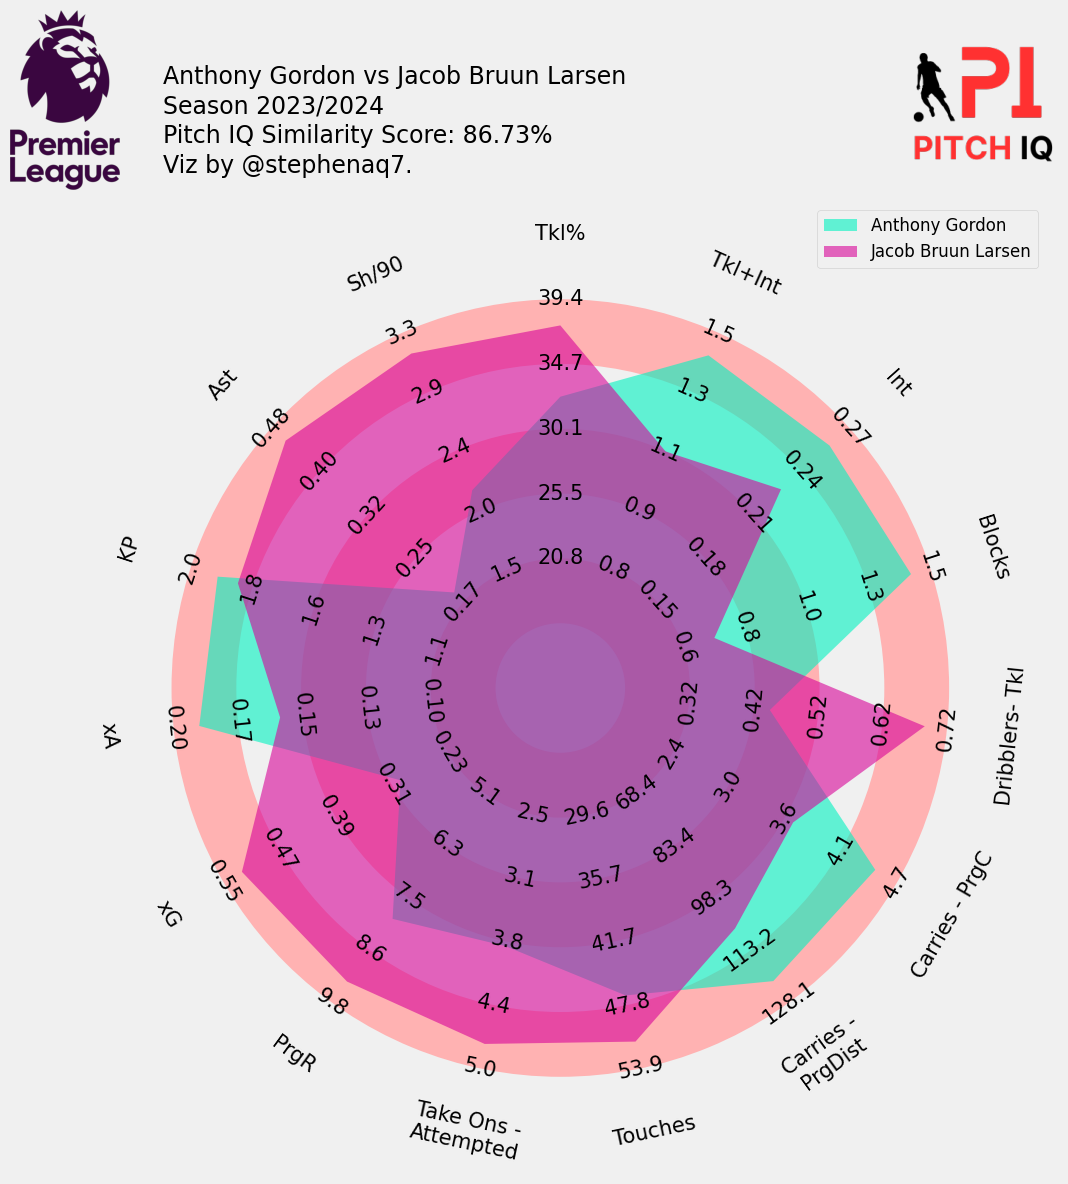 Anthony Gordon vs Jacob Bruun Larsen
Season 2023/2024
Pitch IQ Similarity Score: 86.73%
Viz by @stephenaq7.
Premier
League
PI
PITCH IQ
Anthony Gordon
Jacob Bruun Larsen
Tkl%
39.4
34.7
30.1
25.5
20.8
Tkl+Int
1.5
1.3
1.1
0.9
0.8
Int
0.27
0.24
0.21
0.18
0.15
Blocks
1.5
1.3
1.0
0.8
0.6
Dribblers- Tkl
0.72
0.62
0.52
0.42
0.32
Carries - PrgC
4.7
4.1
3.6
3.0
2.4
Carries -
PrgDist
128.1
113.2
98.3
83.4
68.4
Touches
53.9
47.8
41.7
35.7
29.6
Take Ons -
Attempted
5.0
4.4
3.8
3.1
2.5
PrgR
9.8
8.6
7.5
6.3
5.1
xG
0.55
0.47
0.39
0.31
0.23
xA
0.20
0.17
0.15
0.13
0.10
KP
2.0
1.8
1.6
1.3
1.1
Ast
0.48
0.40
0.32
0.25
0.17
Sh/90
3.3
2.9
2.4
2.0
1.5